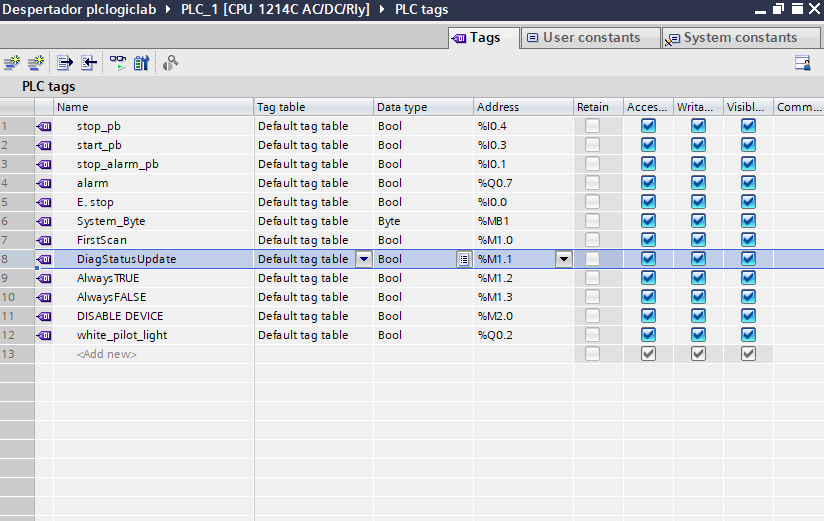 Despertador plclogiclab ▸ PLC_1 [CPU 1214C AC/DC/Rly] ▸ PLC tags
Tags User constants System constants
PLC tags
Name Tag table Data type Address Retain Acces... Writa... Visibl... Comm...
1 stop_pb Default tag table Bool %I0.4
2 start_pb Default tag table Bool %I0.3
3 stop_alarm_pb Default tag table Bool %I0.1
4 alarm Default tag table Bool %Q0.7
5 E. stop Default tag table Bool %I0.0
6 System_Byte Default tag table Byte %MB1
7 FirstScan Default tag table Bool %M1.0
8 DiagStatusUpdate Default tag table Bool %M1.1
9 AlwaysTRUE Default tag table Bool %M1.2
10 AlwaysFALSE Default tag table Bool %M1.3
11 DISABLE DEVICE Default tag table Bool %M2.0
12 white_pilot_light Default tag table Bool %Q0.2
13 <Add new>